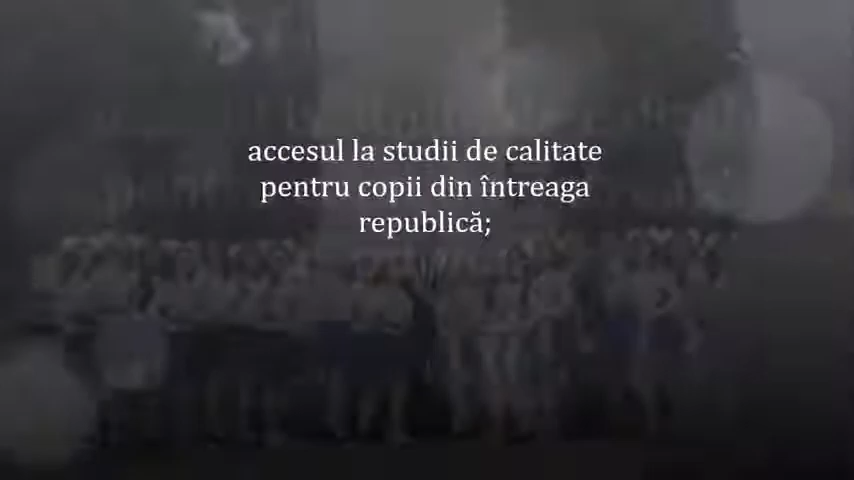 accesul la studii de calitate
pentru copii din întreaga
republică;